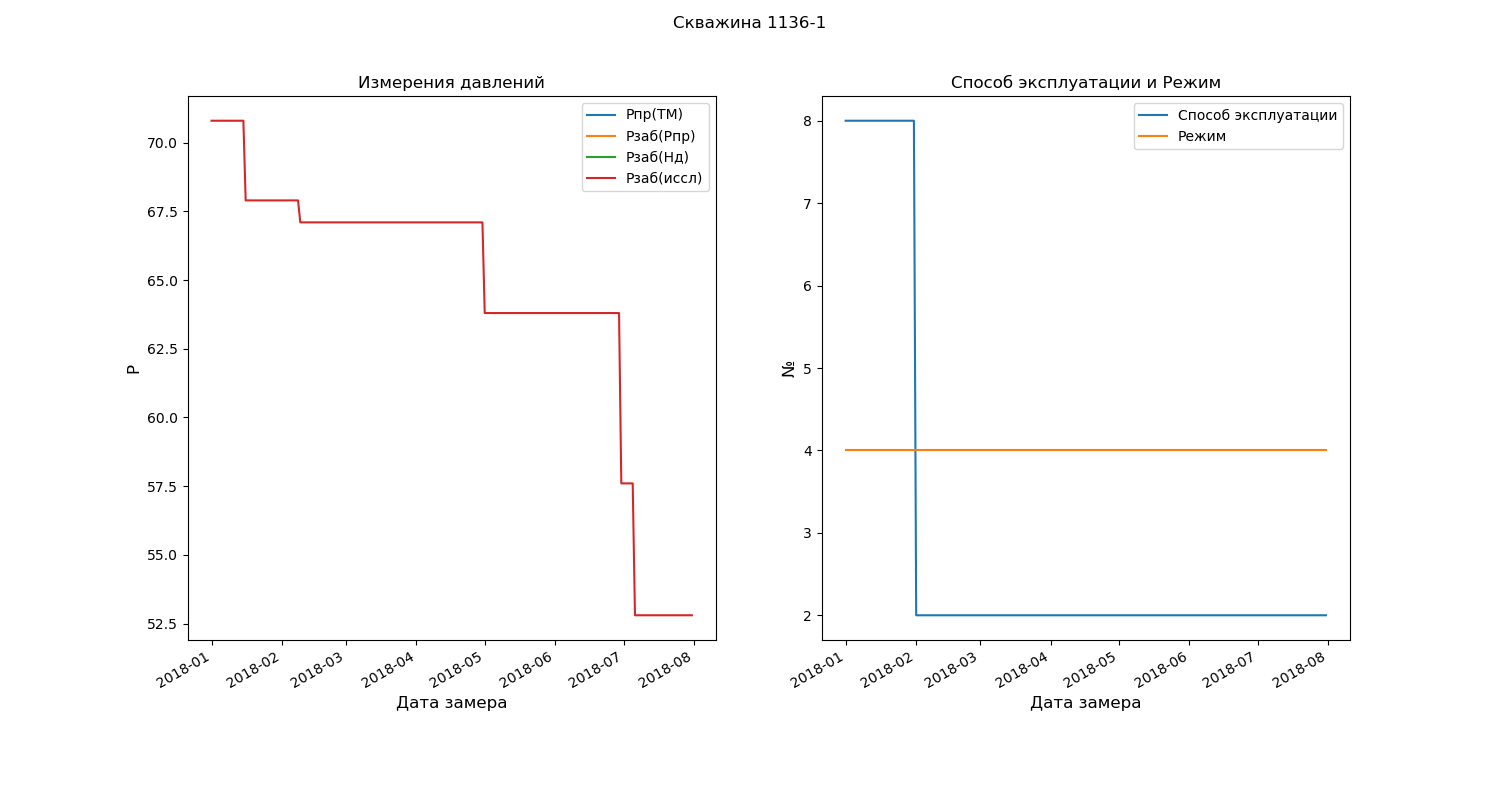 Скважина 1136-1
Измерения давлений
Рпр(ТМ)
Рзаб(Рпр)
Рзаб(Нд)
Рзаб(иссл)
70.0
67.5
65.0
62.5
60.0
57.5
55.0
52.5
P
2018-01
2018-02
2018-03
2018-04
2018-05
2018-06
2018-07
2018-08
Дата замера
Способ эксплуатации и Режим
Способ эксплуатации
Режим
8
7
6
5
4
3
2
№
2018-01
2018-02
2018-03
2018-04
2018-05
2018-06
2018-07
2018-08
Дата замера